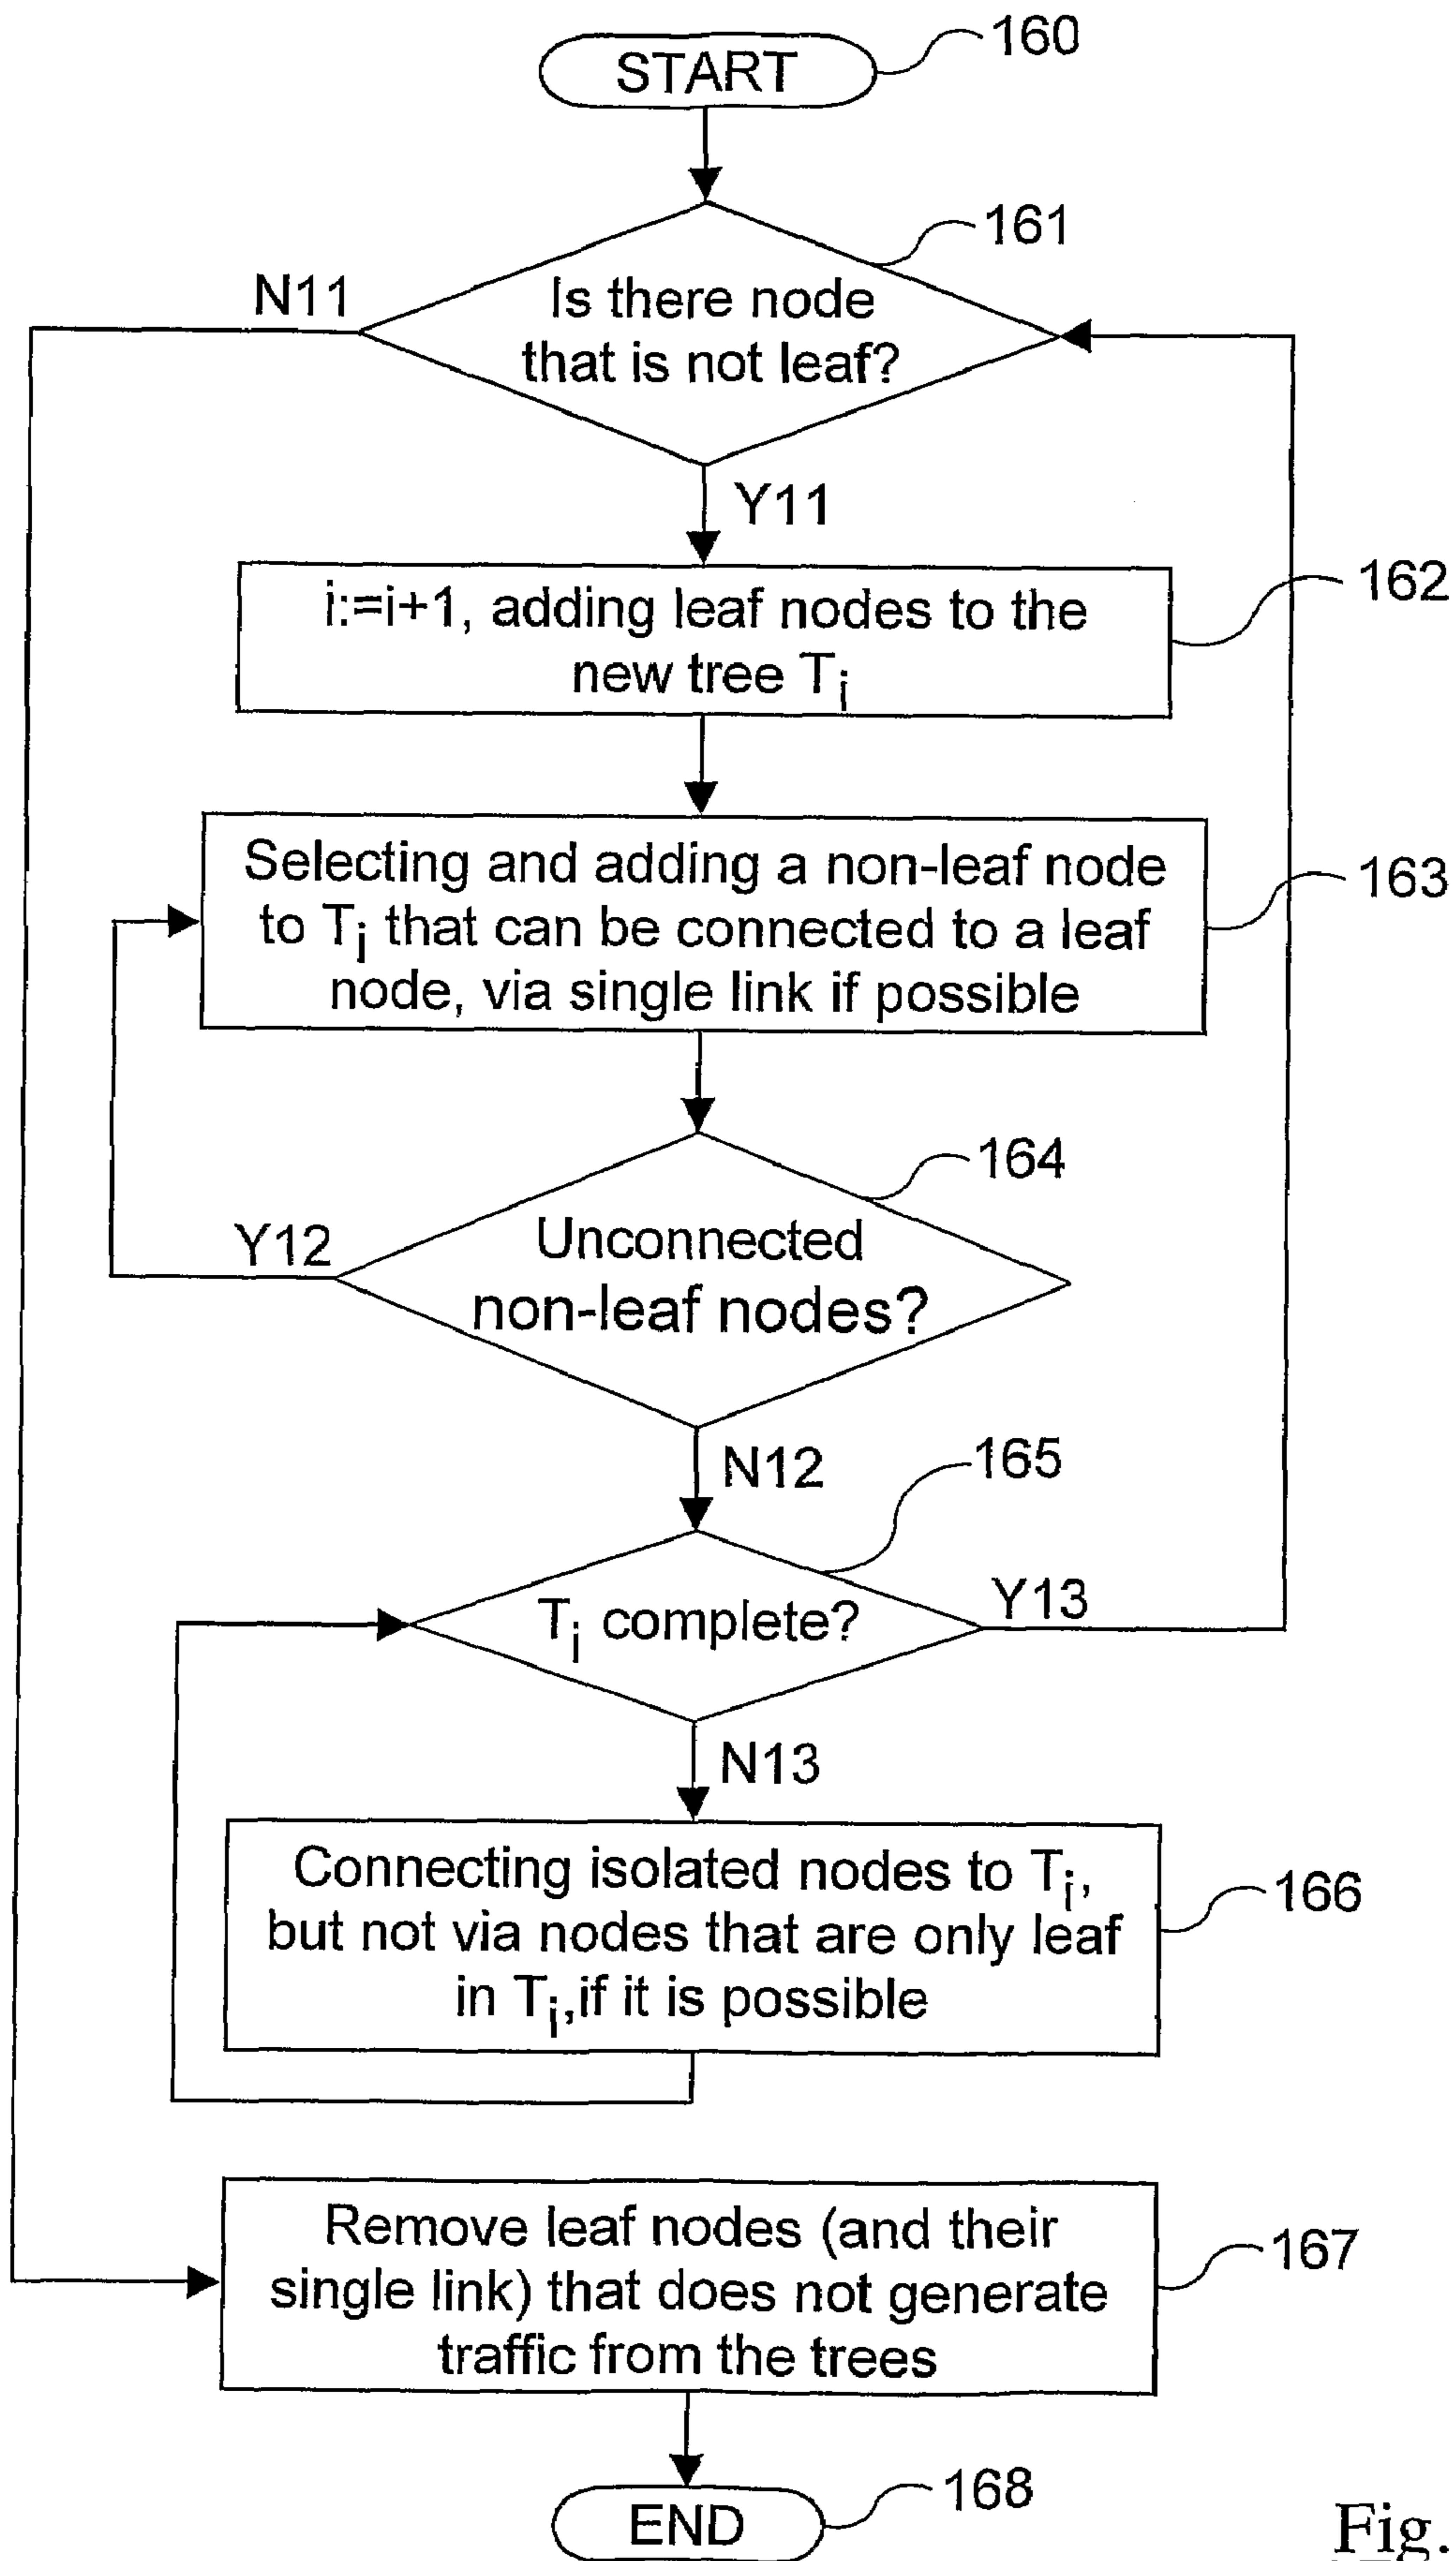 START
160
161
N11
Is there node
that is not leaf?
Y11
i:=i+1, adding leaf nodes to the
new tree Ti
162
Selecting and adding a non-leaf node
to Ti that can be connected to a leaf
node, via single link if possible
163
164
Y12
Unconnected
non-leaf nodes?
N12
165
Ti complete?
Y13
N13
Connecting isolated nodes to Ti,
but not via nodes that are only leaf
in Ti,if it is possible
166
Remove leaf nodes (and their
single link) that does not generate
traffic from the trees
167
END
168
Fig.